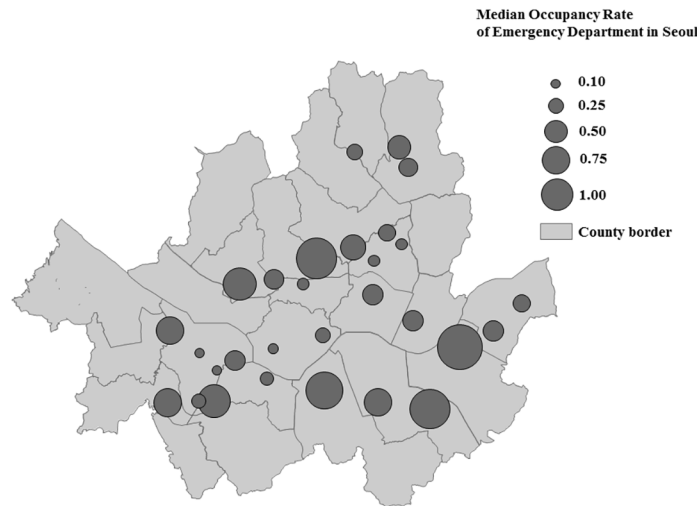 Median Occupancy Rate
of Emergency Department in Seoul
0.10
0.25
0.50
0.75
1.00
County border